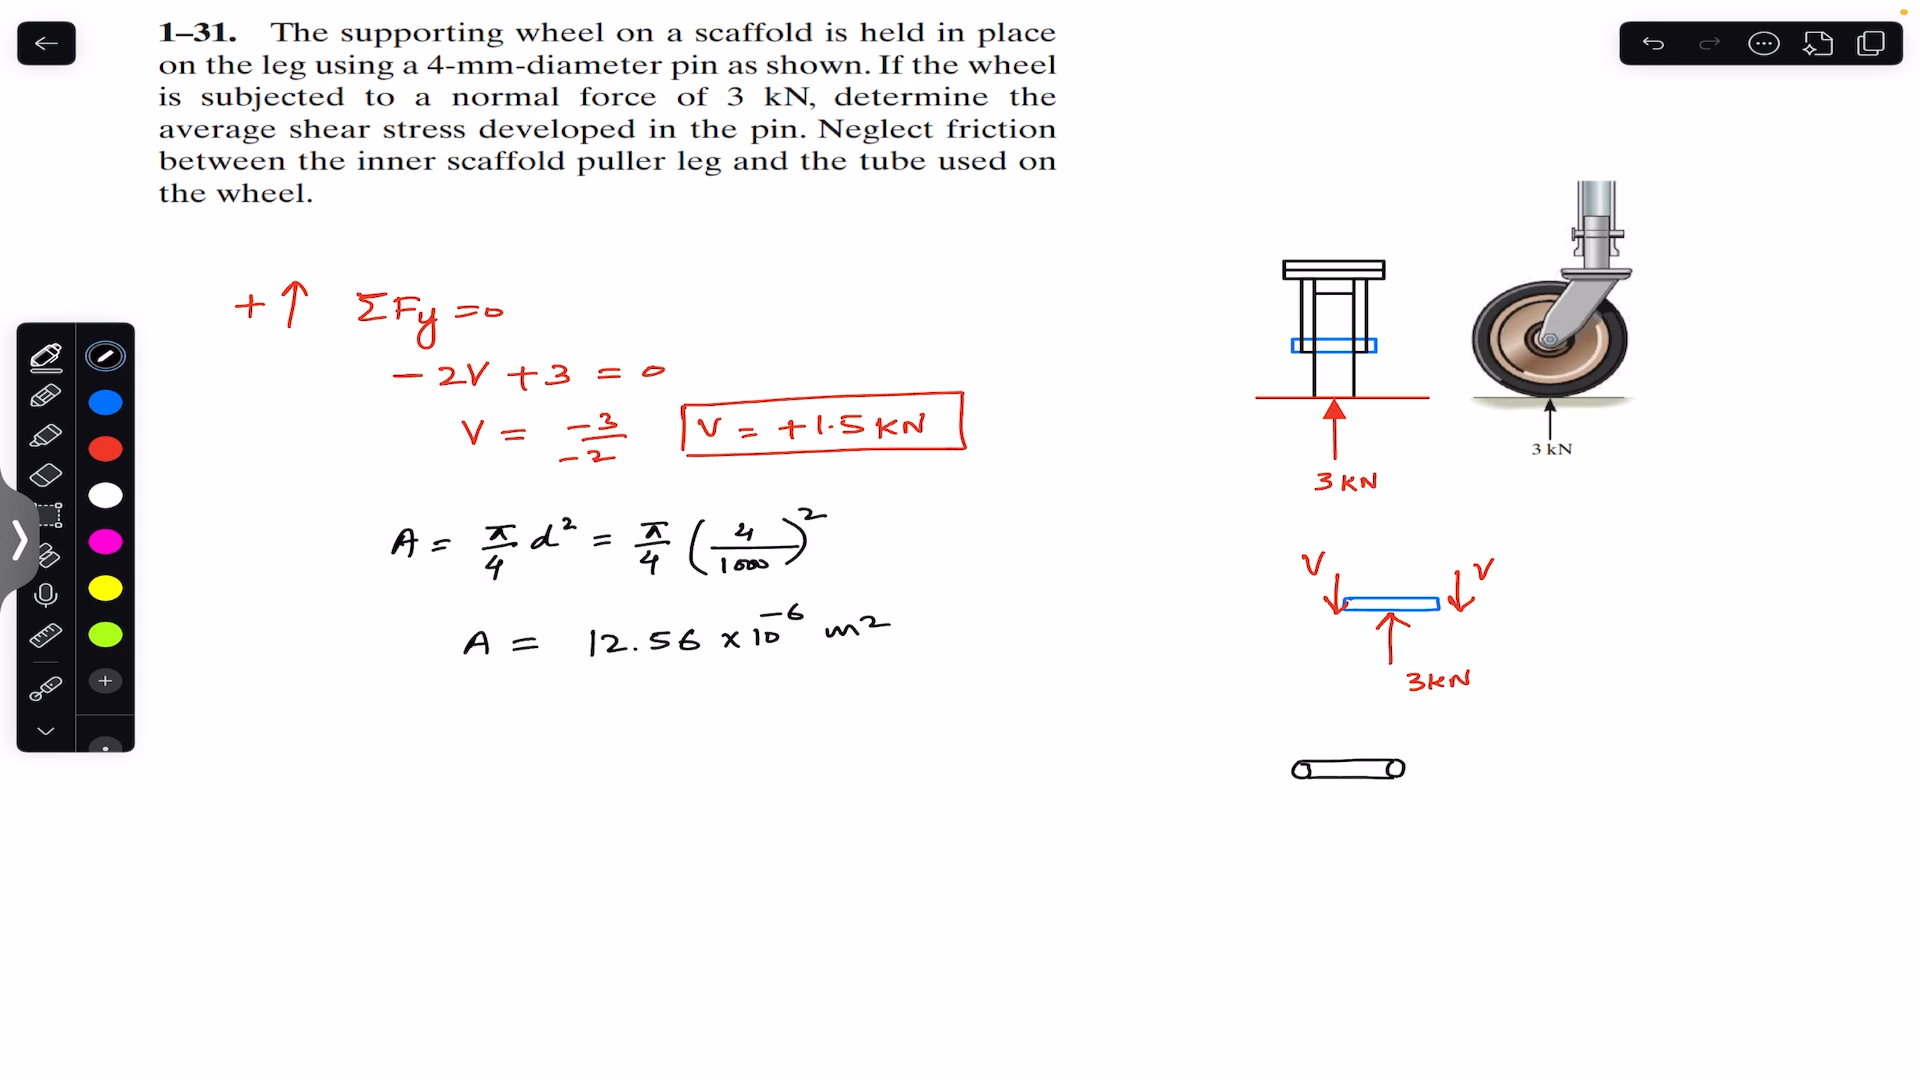 1–31. The supporting wheel on a scaffold is held in place
on the leg using a 4-mm-diameter pin as shown. If the wheel
is subjected to a normal force of 3 kN, determine the
average shear stress developed in the pin. Neglect friction
between the inner scaffold puller leg and the tube used on
the wheel.
+ ↑ ΣFy = 0
− 2V + 3 = 0
V = −3/−2 V = +1.5 KN
A = π/4 d² = π/4 (4/1000)²
A = 12.56 × 10⁻⁶ m²
3 kN
3 KN
V V
3KN